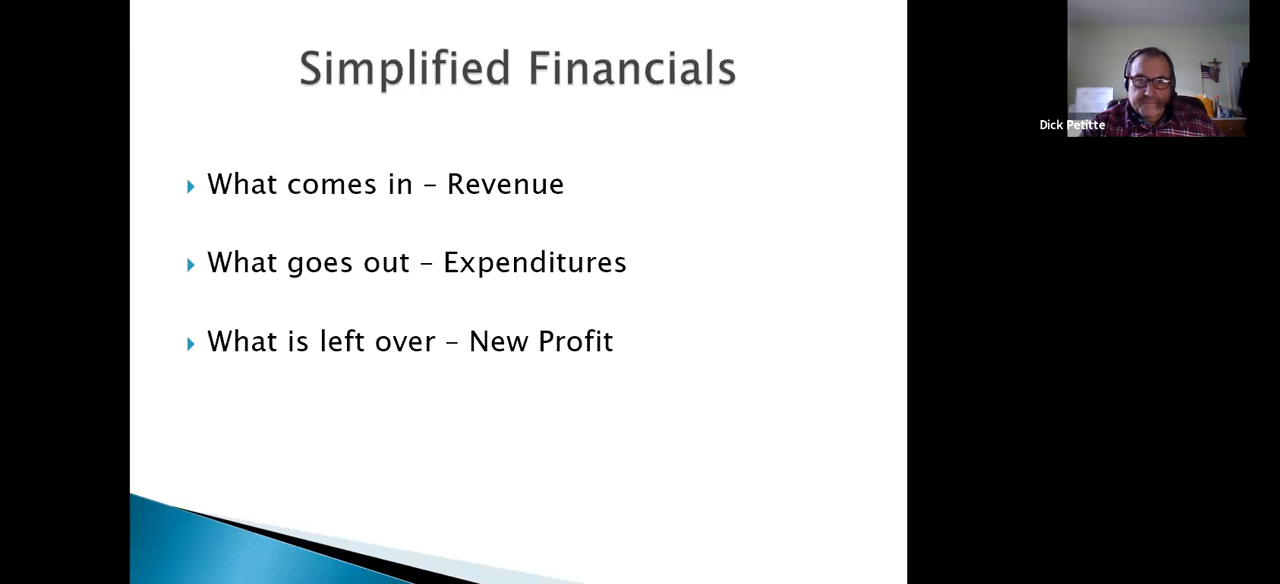 Simplified Financials
What comes in – Revenue
What goes out – Expenditures
What is left over – New Profit
Dick Petitte